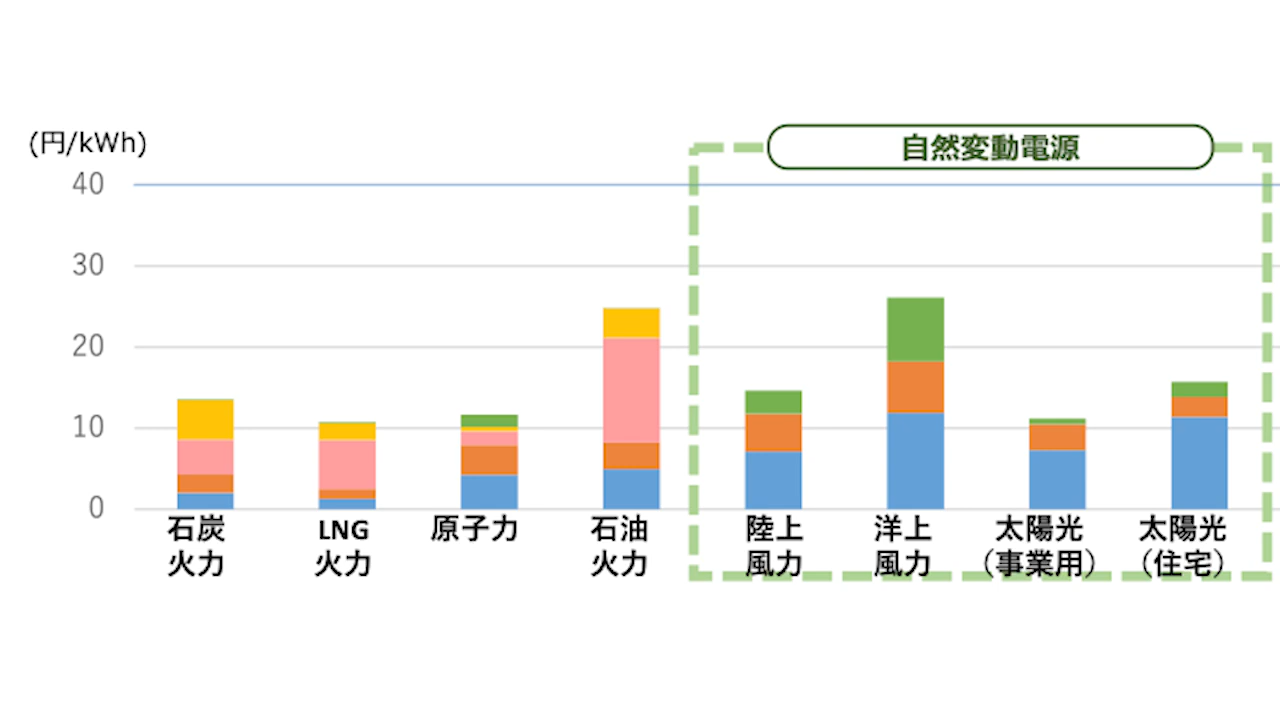 (円/kWh)
自然変動電源
40
30
20
10
0
石炭
火力
LNG
火力
原子力
石油
火力
陸上
風力
洋上
風力
太陽光
（事業用）
太陽光
（住宅）